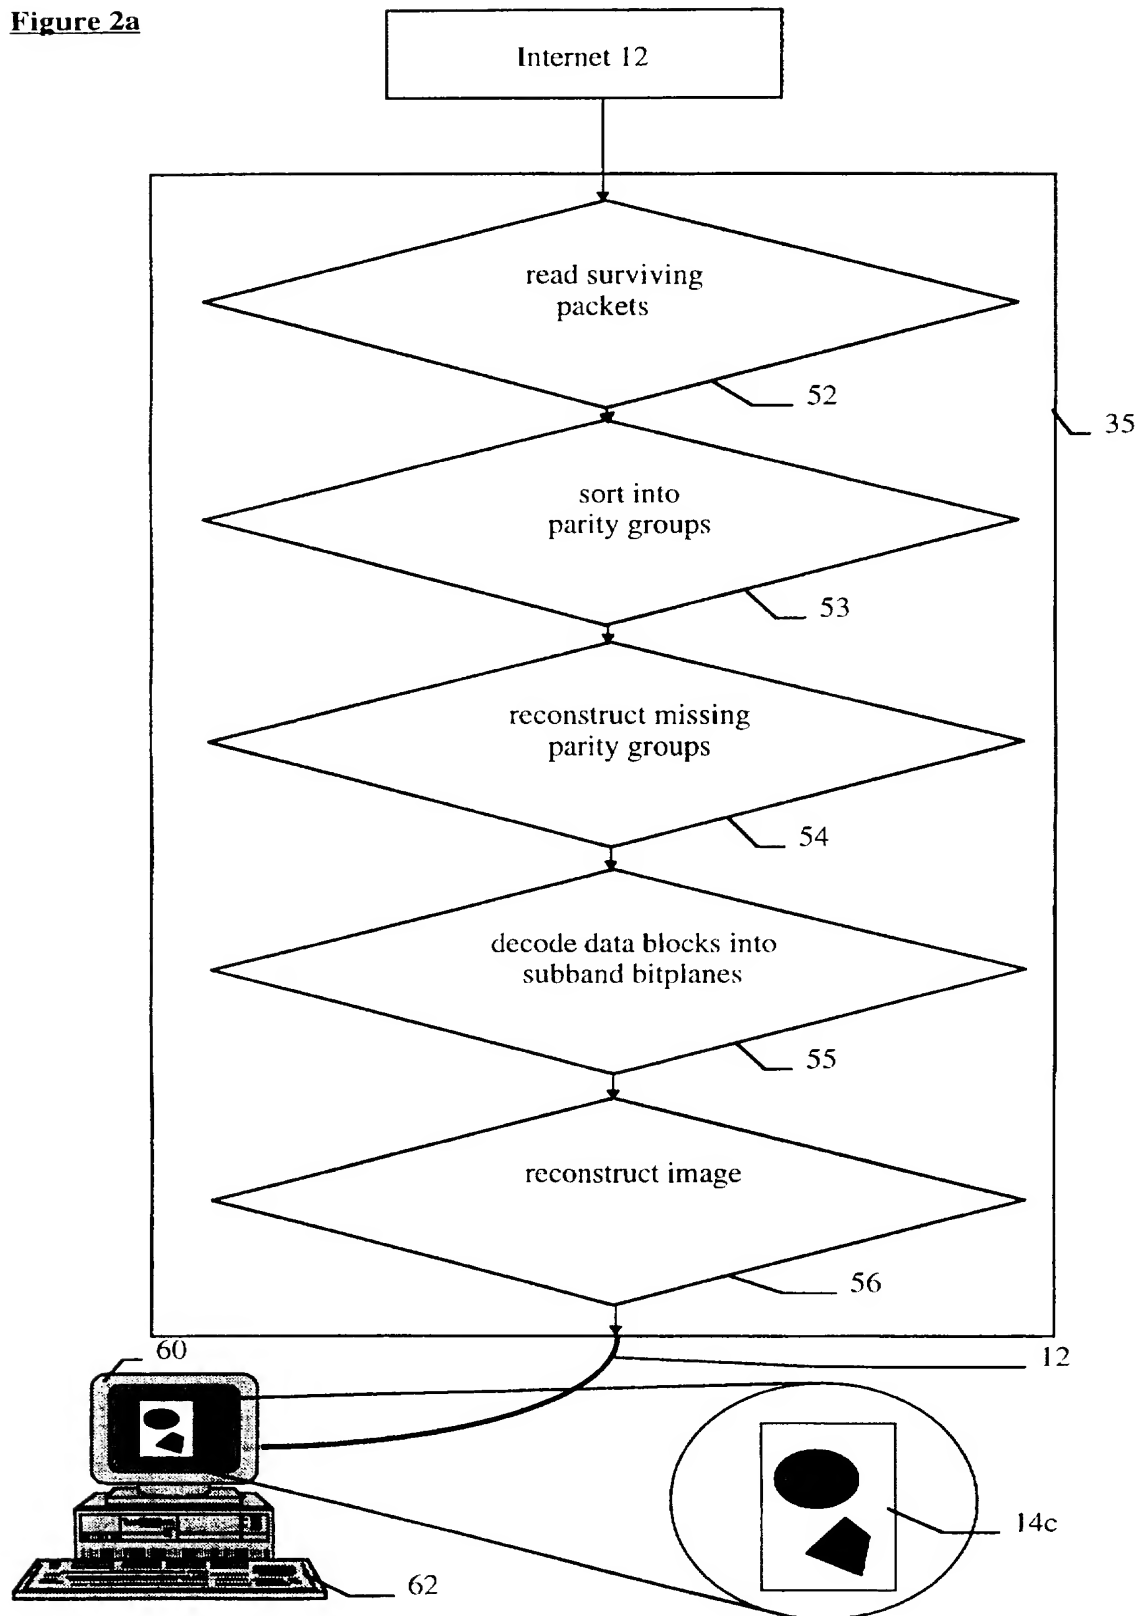 Figure 2a
Internet 12
read surviving
packets
52
35
sort into
parity groups
53
reconstruct missing
parity groups
54
decode data blocks into
subband bitplanes
55
reconstruct image
56
60
12
14c
62